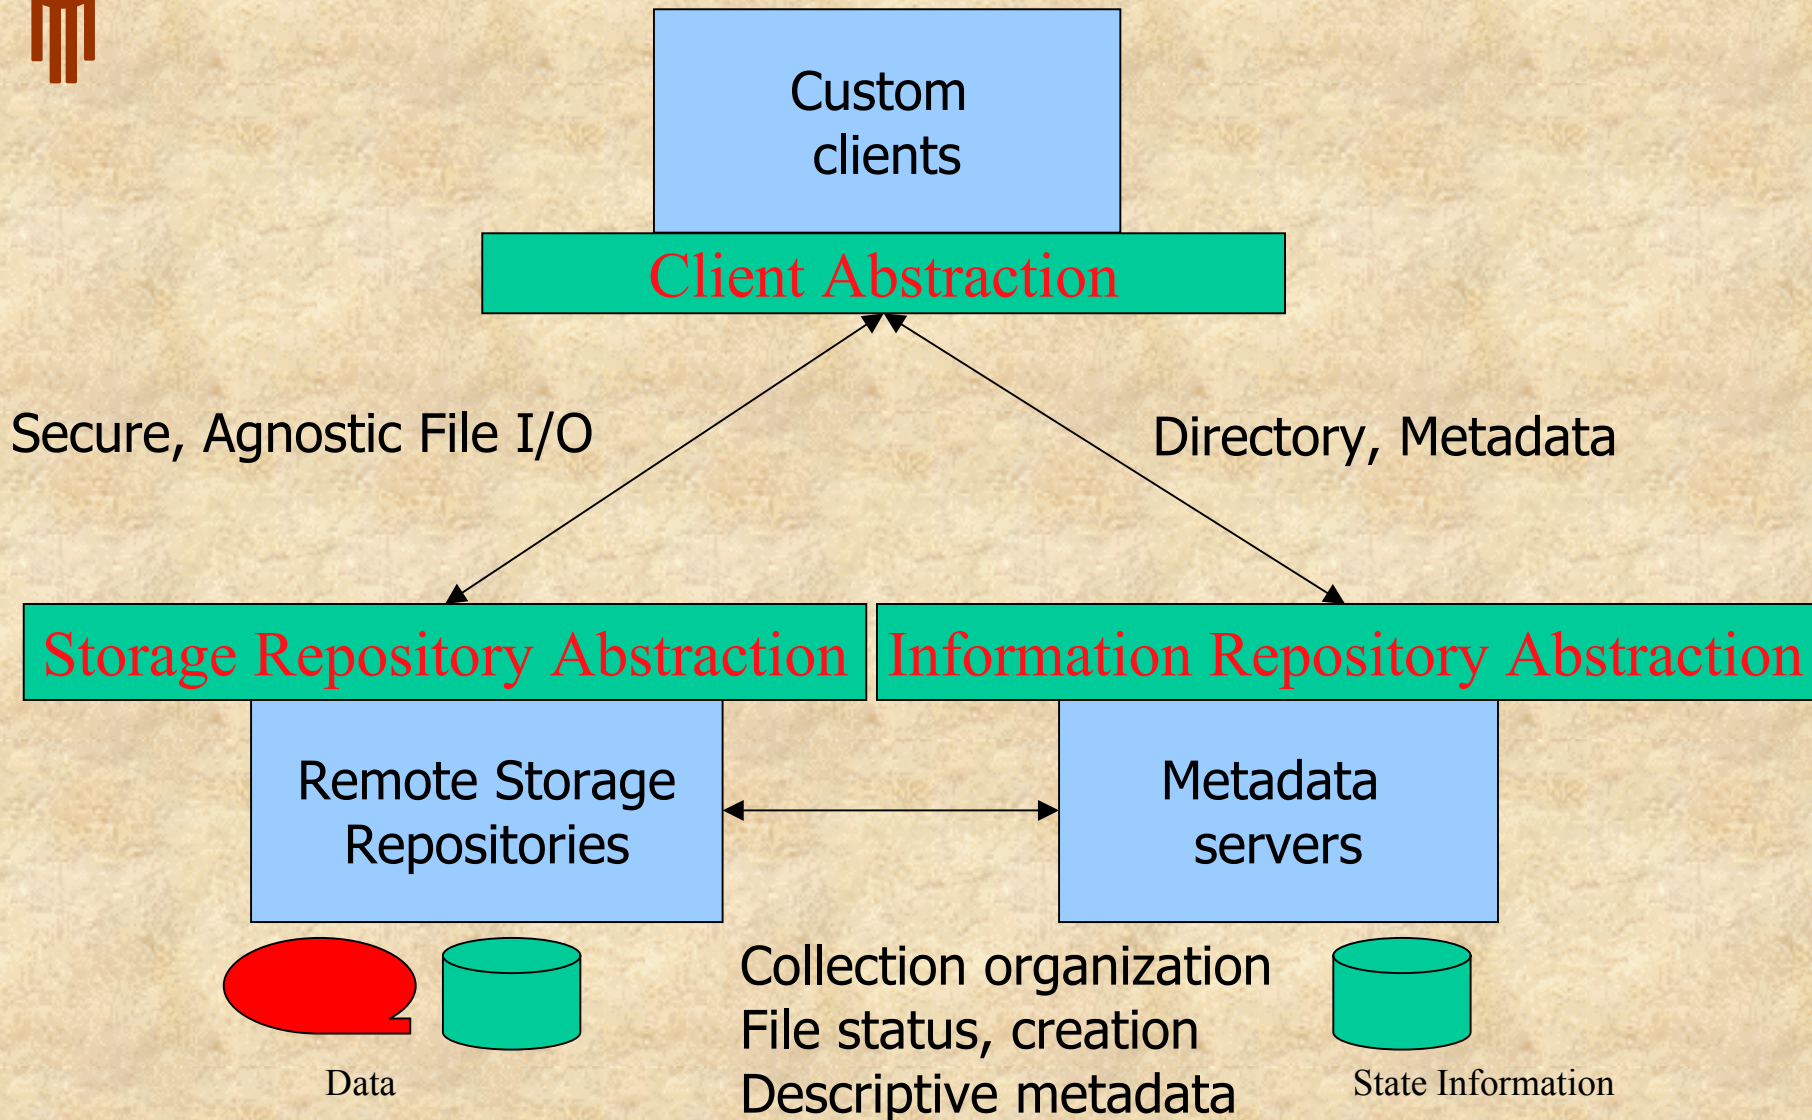 Custom
clients
Client Abstraction
Secure, Agnostic File I/O
Directory, Metadata
Storage Repository Abstraction
Information Repository Abstraction
Remote Storage
Repositories
Metadata
servers
Collection organization
File status, creation
Descriptive metadata
Data
State Information